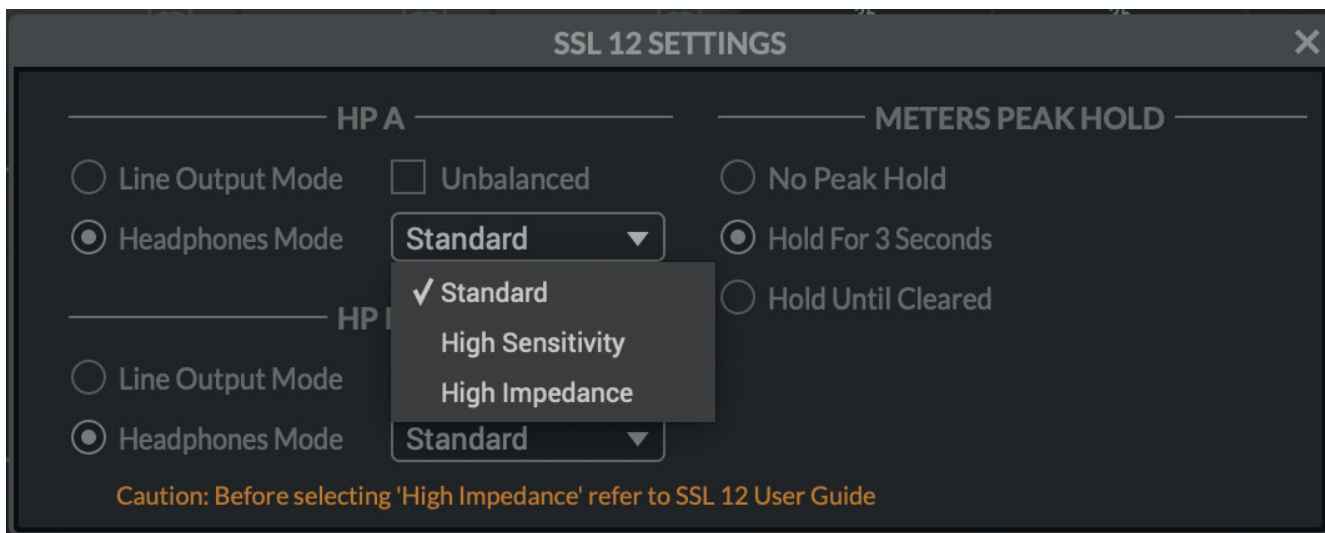 SSL 12 SETTINGS
HP A
Line Output Mode
Unbalanced
Headphones Mode
Standard
Standard
High Sensitivity
High Impedance
HP
Line Output Mode
Headphones Mode
Standard
METERS PEAK HOLD
No Peak Hold
Hold For 3 Seconds
Hold Until Cleared
Caution: Before selecting 'High Impedance' refer to SSL 12 User Guide